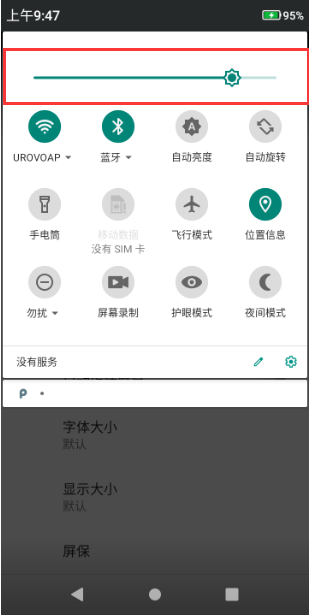 上午9:47
95%
UROVOAP
蓝牙
自动亮度
自动旋转
手电筒
移动数据
没有 SIM 卡
飞行模式
位置信息
勿扰
屏幕录制
护眼模式
夜间模式
没有服务
字体大小
默认
显示大小
默认
屏保